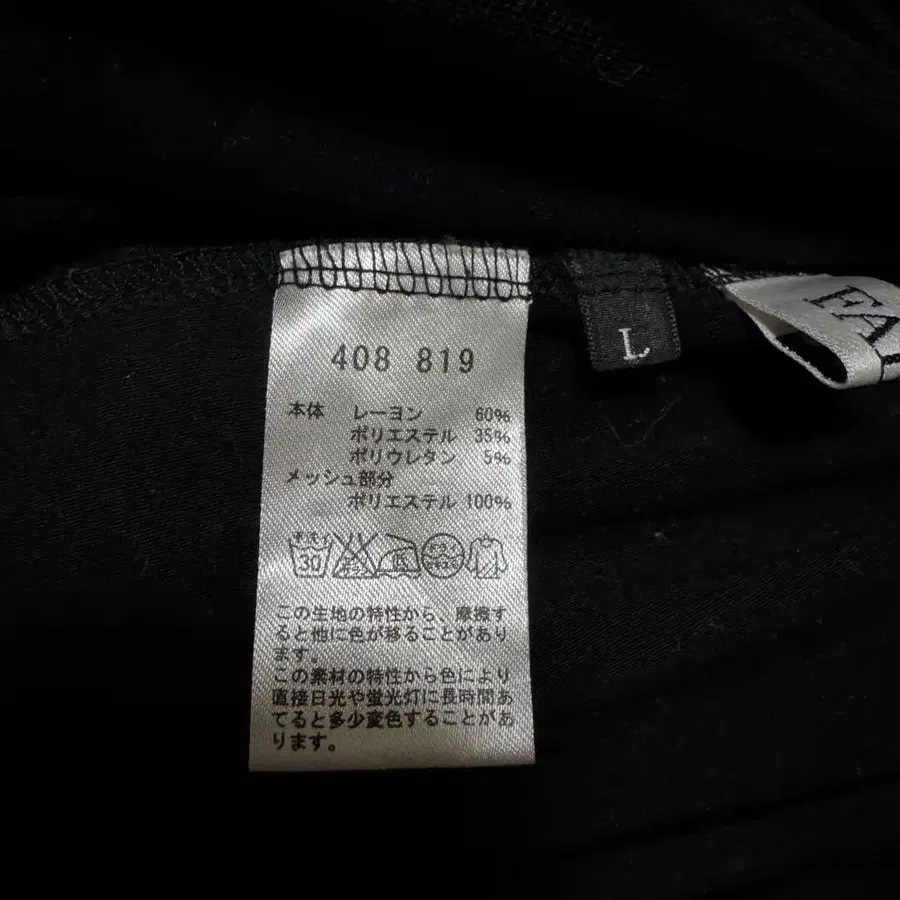 408 819
本体 レーヨン 60%
ポリエステル 35%
ポリウレタン 5%
メッシュ部分
ポリエステル 100%
30
この生地の特性から、摩擦す
ると他に色が移ることがあり
ます。
この素材の特性から色により
直接日光や蛍光灯に長時間あ
てると多少変色することがあ
ります。
L